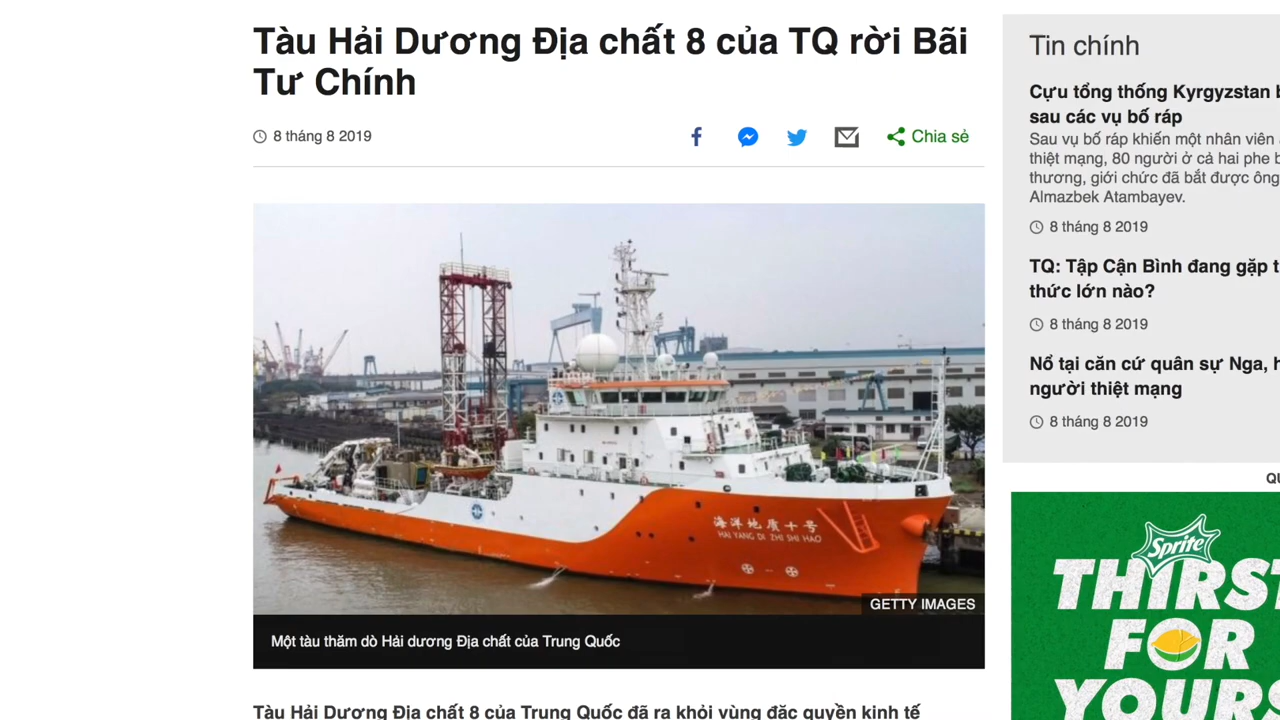 Tàu Hải Dương Địa chất 8 của TQ rời Bãi
Tư Chính
8 tháng 8 2019
Chia sẻ
海洋地质十号
HAI YANG DI ZHI SHI HAO
GETTY IMAGES
Một tàu thăm dò Hải dương Địa chất của Trung Quốc
Tàu Hải Dương Địa chất 8 của Trung Quốc đã ra khỏi vùng đặc quyền kinh tế
Tin chính
Cựu tổng thống Kyrgyzstan
sau các vụ bố ráp
Sau vụ bố ráp khiến một nhân viên
thiệt mạng, 80 người ở cả hai phe
thương, giới chức đã bắt được ông
Almazbek Atambayev.
8 tháng 8 2019
TQ: Tập Cận Bình đang gặp
thức lớn nào?
8 tháng 8 2019
Nổ tại căn cứ quân sự Nga,
người thiệt mạng
8 tháng 8 2019
Sprite
THIRST
FOR
YOURS